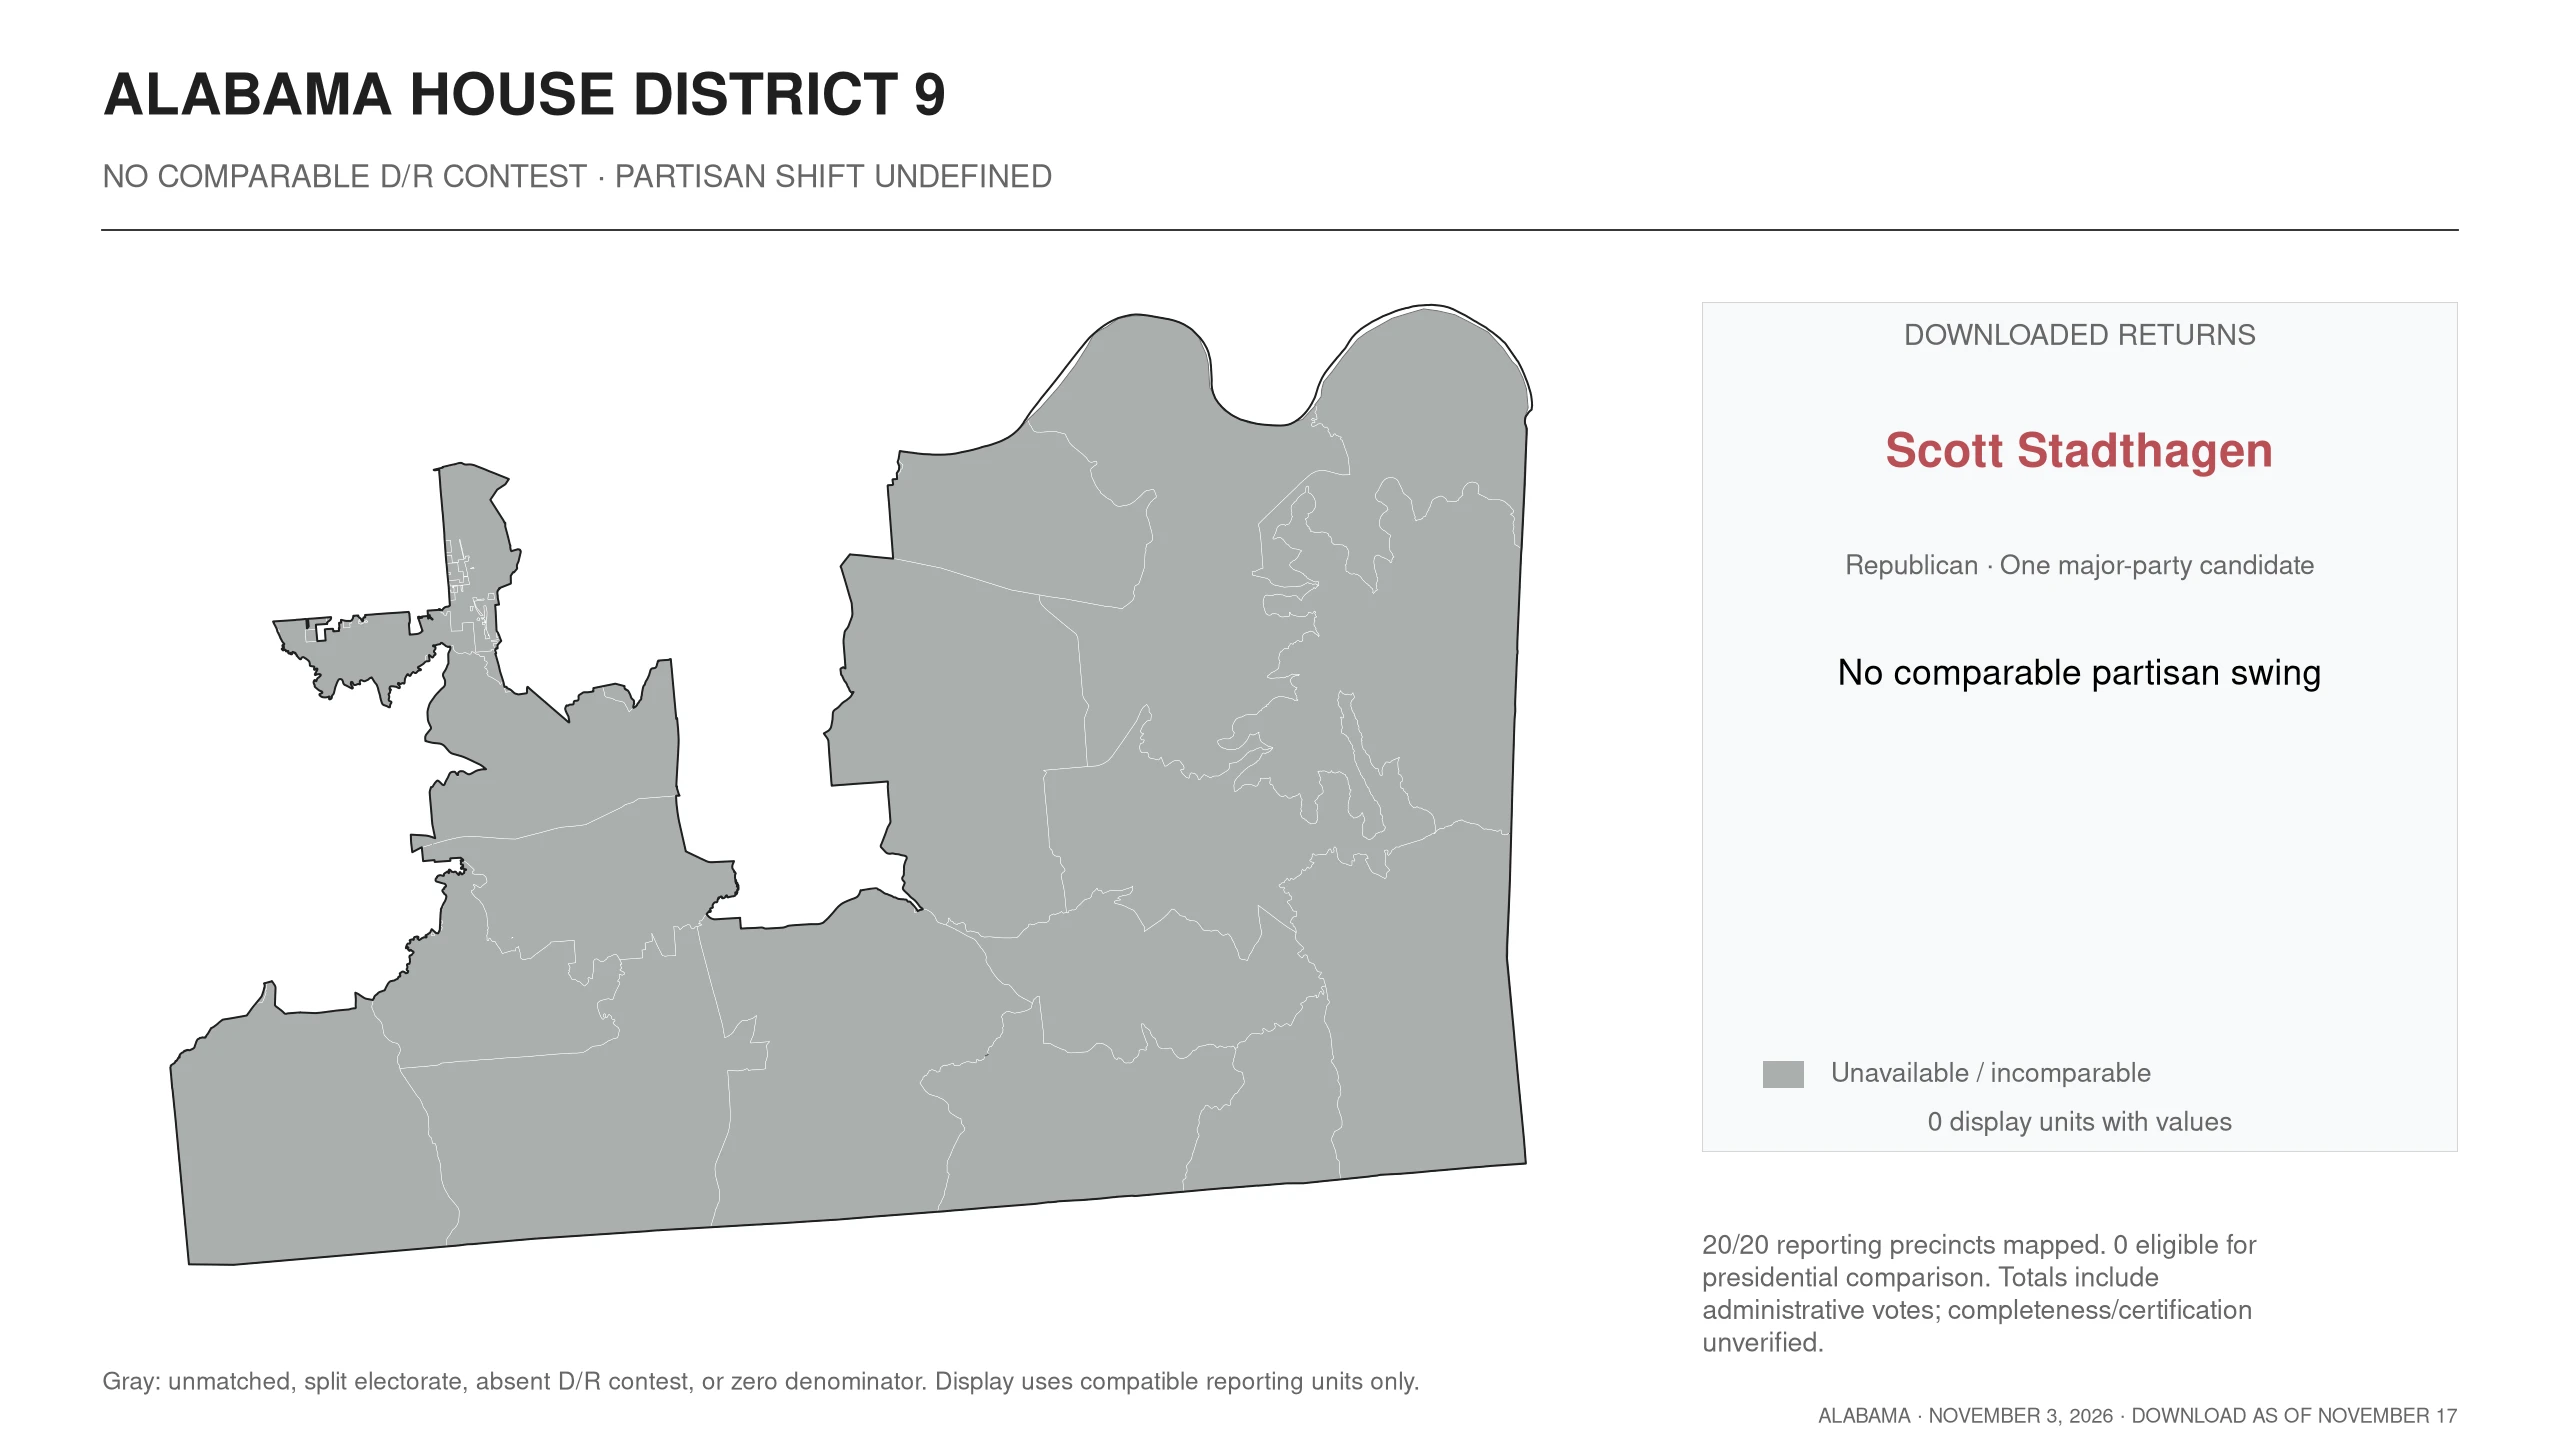 ALABAMA HOUSE DISTRICT 9
NO COMPARABLE D/R CONTEST · PARTISAN SHIFT UNDEFINED
DOWNLOADED RETURNS
Scott Stadthagen
Republican · One major-party candidate
No comparable partisan swing
Unavailable / incomparable
0 display units with values
20/20 reporting precincts mapped. 0 eligible for
presidential comparison. Totals include
administrative votes; completeness/certification
unverified.
Gray: unmatched, split electorate, absent D/R contest, or zero denominator. Display uses compatible reporting units only.
ALABAMA · NOVEMBER 3, 2026 · DOWNLOAD AS OF NOVEMBER 17